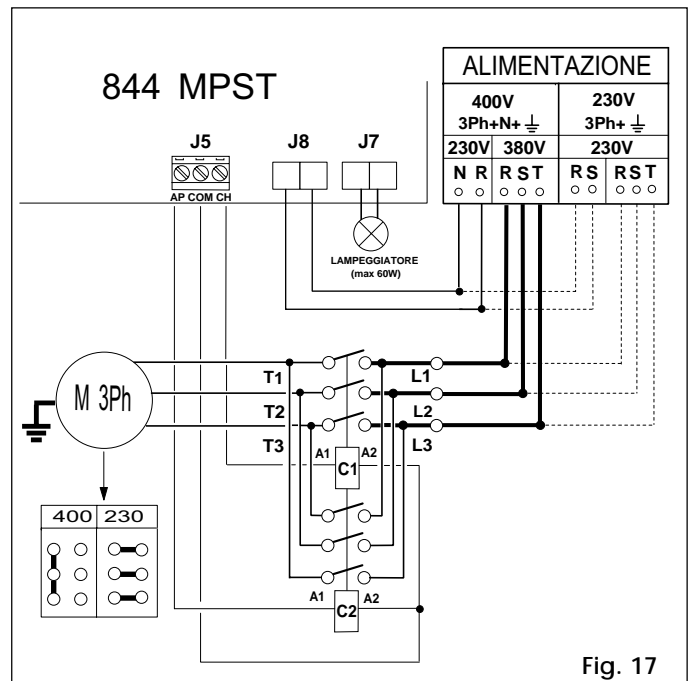 844 MPST
ALIMENTAZIONE
400V
3Ph+N+
230V
3Ph+
230V 380V
230V
N R R S T
R S R S T
J5
J8
J7
AP COM CH
LAMPEGGIATORE
(max 60W)
M 3Ph
T1
L1
T2
L2
T3
L3
A1
A2
C1
A1
A2
C2
400 230
Fig. 17